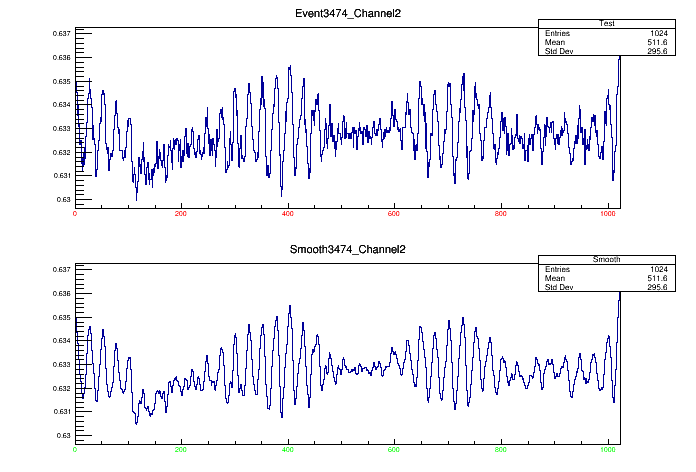 Event3474_Channel2
Test
Entries 1024
Mean 511.6
Std Dev 295.6
0.637
0.636
0.635
0.634
0.633
0.632
0.631
0.63
0 200 400 600 800 1000
Smooth3474_Channel2
Smooth
Entries 1024
Mean 511.6
Std Dev 295.6
0.637
0.636
0.635
0.634
0.633
0.632
0.631
0.63
0 200 400 600 800 1000